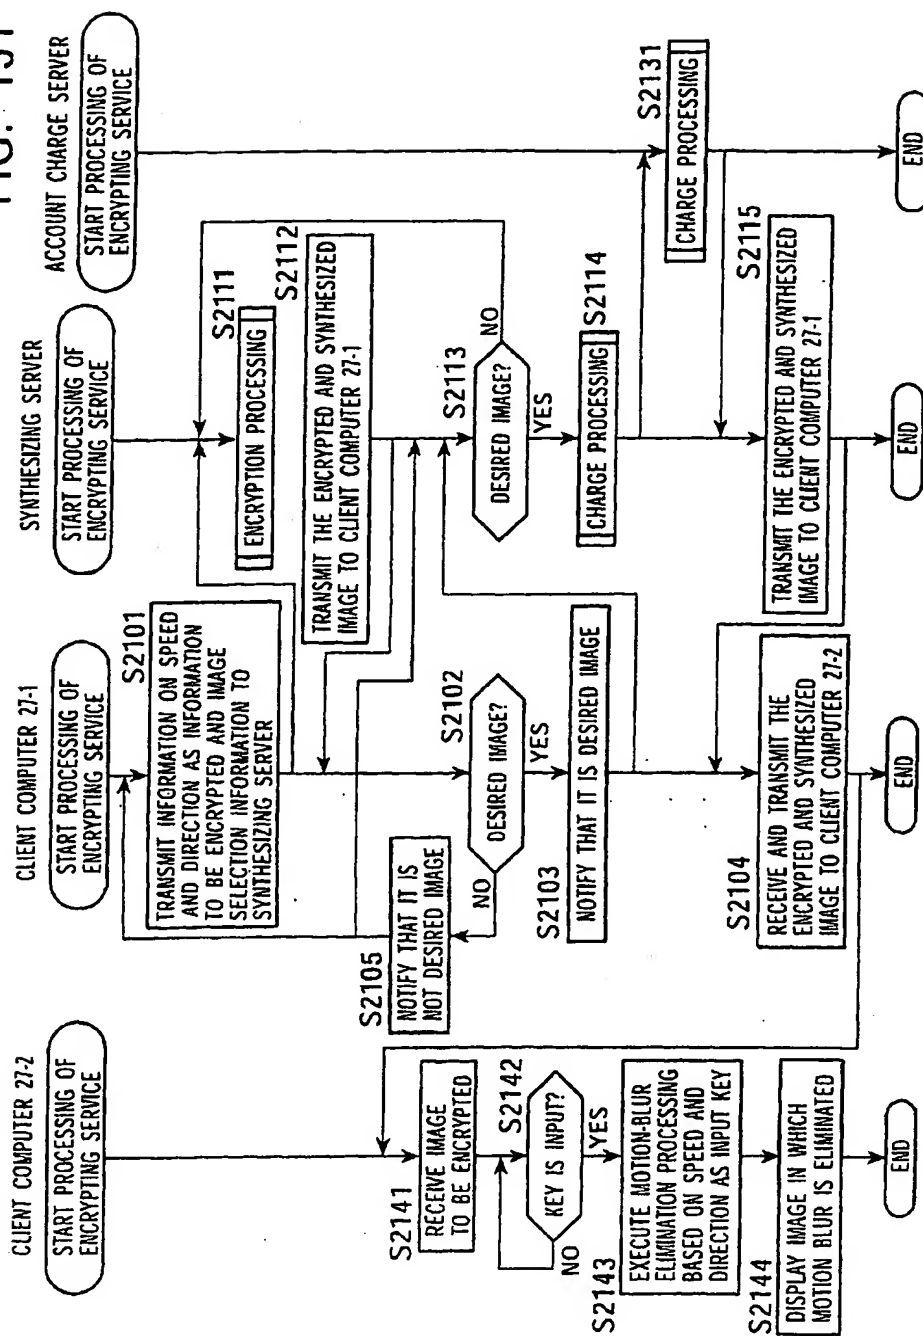 CLIENT COMPUTER 27-2
START PROCESSING OF
ENCRYPTING SERVICE
S2141
RECEIVE IMAGE
TO BE ENCRYPTED
S2142
KEY IS INPUT?
NO
YES
S2143
EXECUTE MOTION-BLUR
ELIMINATION PROCESSING
BASED ON SPEED AND
DIRECTION AS INPUT KEY
S2144
DISPLAY IMAGE IN WHICH
MOTION BLUR IS ELIMINATED
END
CLIENT COMPUTER 27-1
START PROCESSING OF
ENCRYPTING SERVICE
S2101
TRANSMIT INFORMATION ON SPEED
AND DIRECTION AS INFORMATION
TO BE ENCRYPTED AND IMAGE
SELECTION INFORMATION TO
SYNTHESIZING SERVER
S2105
NOTIFY THAT IT IS
NOT DESIRED IMAGE
S2102
DESIRED IMAGE?
NO
YES
S2103
NOTIFY THAT IT IS DESIRED IMAGE
S2104
RECEIVE AND TRANSMIT THE
ENCRYPTED AND SYNTHESIZED
IMAGE TO CLIENT COMPUTER 27-2
END
SYNTHESIZING SERVER
START PROCESSING OF
ENCRYPTING SERVICE
S2111
ENCRYPTION PROCESSING
S2112
TRANSMIT THE ENCRYPTED AND SYNTHESIZED
IMAGE TO CLIENT COMPUTER 27-1
S2113
DESIRED IMAGE?
NO
YES
S2114
CHARGE PROCESSING
S2115
TRANSMIT THE ENCRYPTED AND SYNTHESIZED
IMAGE TO CLIENT COMPUTER 27-1
END
ACCOUNT CHARGE SERVER
START PROCESSING OF
ENCRYPTING SERVICE
S2131
CHARGE PROCESSING
END